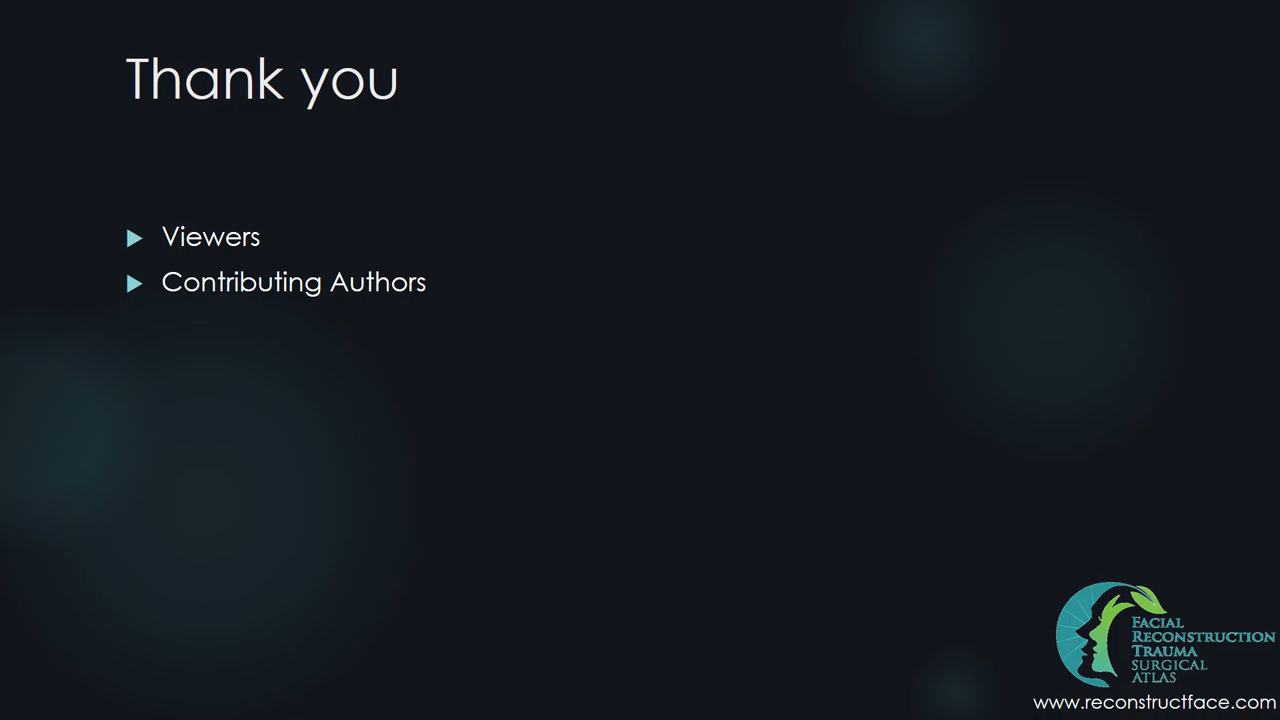 Thank you
Viewers
Contributing Authors
FACIAL
RECONSTRUCTION
TRAUMA
SURGICAL
ATLAS
www.reconstructface.com